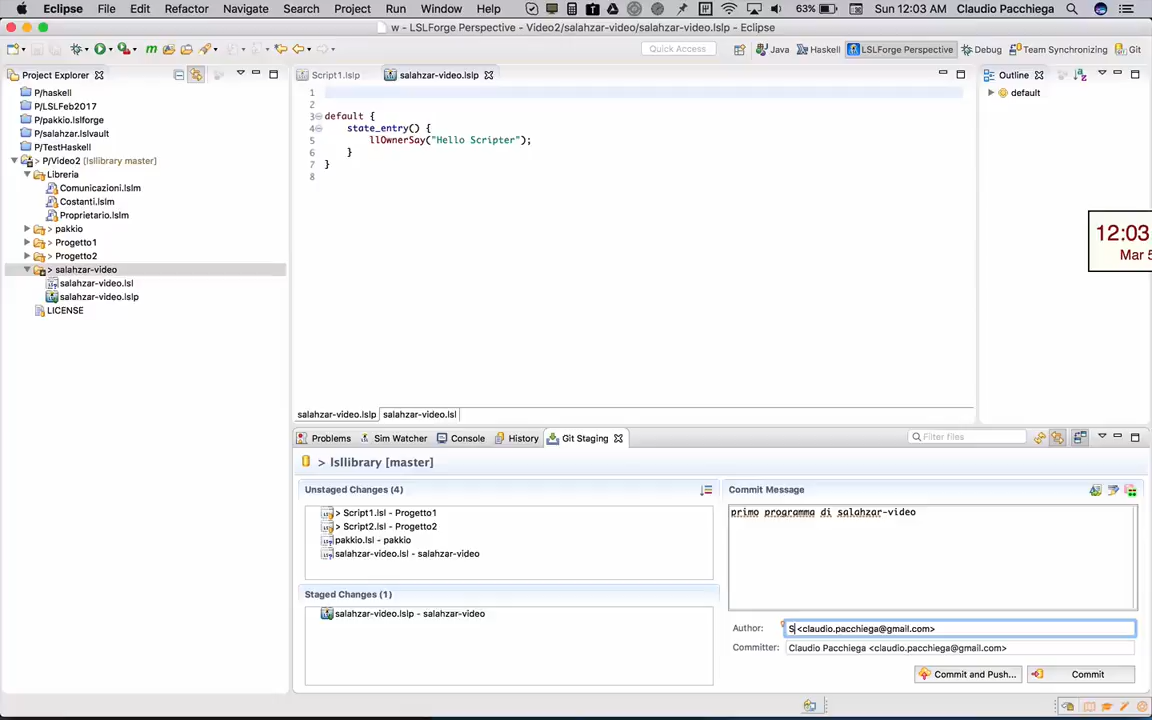 Eclipse File Edit Refactor Navigate Search Project Run Window Help 63% Sun 12:03 AM Claudio Pacchiega
w - LSLForge Perspective - Video2/salahzar-video/salahzar-video.lslp - Eclipse
Quick Access Java Haskell LSLForge Perspective Debug Team Synchronizing Git
Project Explorer
P/haskell
P/LSLFeb2017
P/pakkio.lslforge
P/salahzar.lslvault
P/TestHaskell
> P/Video2 [lsllibrary master]
Libreria
Comunicazioni.lslm
Costanti.lslm
Proprietario.lslm
> pakkio
> Progetto1
> Progetto2
> salahzar-video
salahzar-video.lsl
salahzar-video.lslp
LICENSE
Script1.lslp salahzar-video.lslp
1
2
3 default {
4 state_entry() {
5 llOwnerSay("Hello Scripter");
6 }
7 }
8
salahzar-video.lslp salahzar-video.lsl
Outline
default
12:03
Mar 5
Problems Sim Watcher Console History Git Staging Filter files
> lsllibrary [master]
Unstaged Changes (4)
> Script1.lsl - Progetto1
> Script2.lsl - Progetto2
pakkio.lsl - pakkio
salahzar-video.lsl - salahzar-video
Staged Changes (1)
salahzar-video.lslp - salahzar-video
Commit Message
primo programma di salahzar-video
Author: S <claudio.pacchiega@gmail.com>
Committer: Claudio Pacchiega <claudio.pacchiega@gmail.com>
Commit and Push... Commit